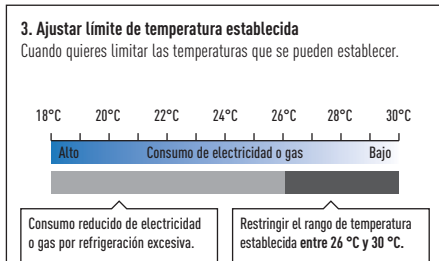 3. Ajustar límite de temperatura establecida
Cuando quieres limitar las temperaturas que se pueden establecer.
18°C 20°C 22°C 24°C 26°C 28°C 30°C
Alto Consumo de electricidad o gas Bajo
Consumo reducido de electricidad
o gas por refrigeración excesiva.
Restringir el rango de temperatura
establecida entre 26 °C y 30 °C.